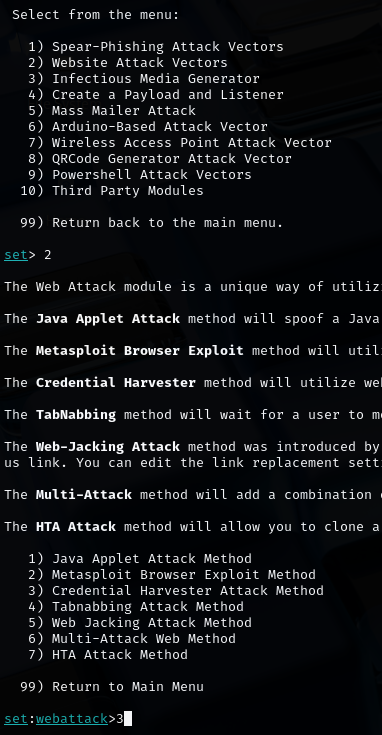 Select from the menu:
1) Spear-Phishing Attack Vectors
2) Website Attack Vectors
3) Infectious Media Generator
4) Create a Payload and Listener
5) Mass Mailer Attack
6) Arduino-Based Attack Vector
7) Wireless Access Point Attack Vector
8) QRCode Generator Attack Vector
9) Powershell Attack Vectors
10) Third Party Modules
99) Return back to the main menu.
set> 2
The Web Attack module is a unique way of utiliz
The Java Applet Attack method will spoof a Java
The Metasploit Browser Exploit method will util
The Credential Harvester method will utilize we
The TabNabbing method will wait for a user to m
The Web-Jacking Attack method was introduced by
us link. You can edit the link replacement sett
The Multi-Attack method will add a combination
The HTA Attack method will allow you to clone a
1) Java Applet Attack Method
2) Metasploit Browser Exploit Method
3) Credential Harvester Attack Method
4) Tabnabbing Attack Method
5) Web Jacking Attack Method
6) Multi-Attack Web Method
7) HTA Attack Method
99) Return to Main Menu
set:webattack>3